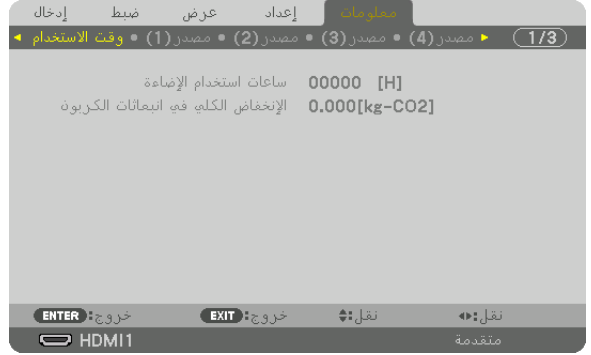 إدخال ضبط عرض إعداد معلومات
◄ وقت الاستخدام ● مصدر(1) ● مصدر(2) ● مصدر(3) ● مصدر(4) ► 1/3
ساعات استخدام الإضاءة 00000 [H]
الإنخفاض الكلي في انبعاثات الكربون 0.000[kg-CO2]
ENTER:خروج EXIT:خروج نقل:♦ نقل:◄►
HDMI1 متقدمة